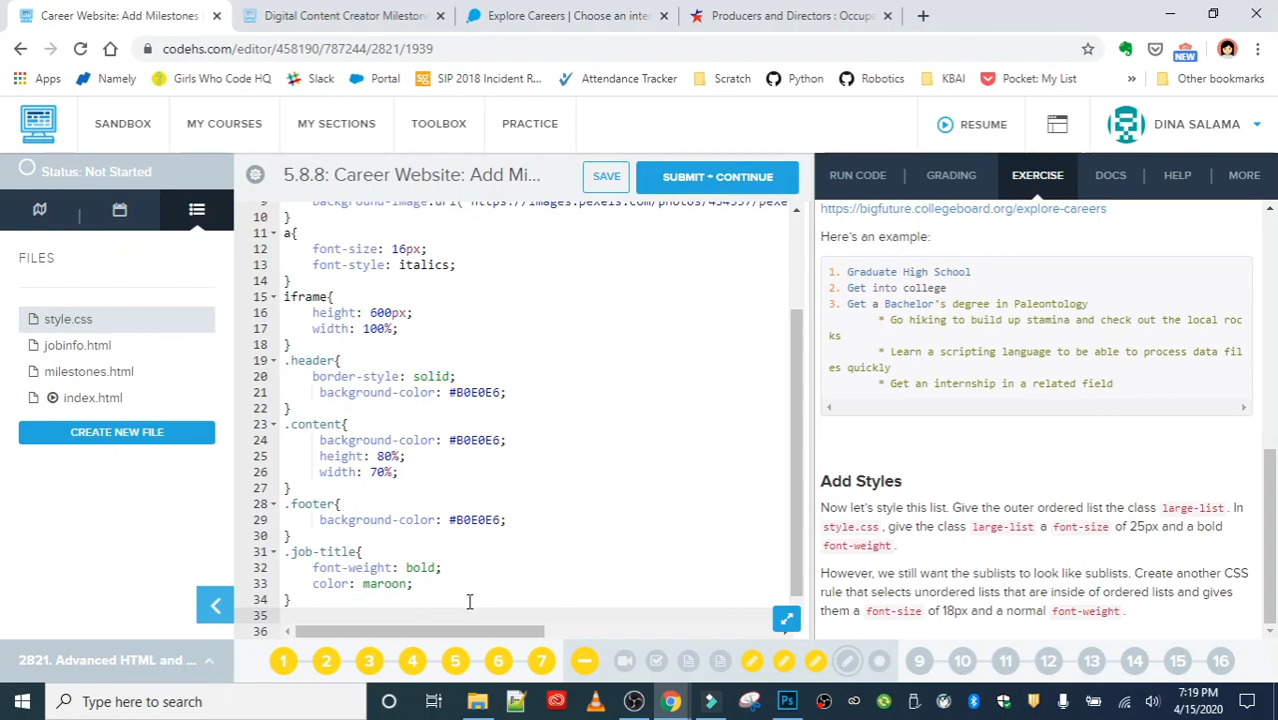 Career Website: Add Milestones
Digital Content Creator Mileston
Explore Careers | Choose an inte
Producers and Directors : Occupa
codehs.com/editor/458190/787244/2821/1939
NEW
Apps
Namely
Girls Who Code HQ
Slack
Portal
SIP 2018 Incident R...
Attendance Tracker
Scratch
Python
Robotics
KBAI
Pocket: My List
»
Other bookmarks
SANDBOX
MY COURSES
MY SECTIONS
TOOLBOX
PRACTICE
RESUME
DINA SALAMA
Status: Not Started
5.8.8: Career Website: Add Mi...
SAVE
SUBMIT + CONTINUE
RUN CODE
GRADING
EXERCISE
DOCS
HELP
MORE
FILES
style.css
jobinfo.html
milestones.html
index.html
CREATE NEW FILE
10 }
11 a{
12 font-size: 16px;
13 font-style: italics;
14 }
15 iframe{
16 height: 600px;
17 width: 100%;
18 }
19 .header{
20 border-style: solid;
21 background-color: #B0E0E6;
22 }
23 .content{
24 background-color: #B0E0E6;
25 height: 80%;
26 width: 70%;
27 }
28 .footer{
29 background-color: #B0E0E6;
30 }
31 .job-title{
32 font-weight: bold;
33 color: maroon;
34 }
35
36
https://bigfuture.collegeboard.org/explore-careers
Here's an example:
1. Graduate High School
2. Get into college
3. Get a Bachelor's degree in Paleontology
* Go hiking to build up stamina and check out the local roc
ks
* Learn a scripting language to be able to process data fil
es quickly
* Get an internship in a related field
Add Styles
Now let's style this list. Give the outer ordered list the class large-list. In
style.css, give the class large-list a font-size of 25px and a bold
font-weight.
However, we still want the sublists to look like sublists. Create another CSS
rule that selects unordered lists that are inside of ordered lists and gives
them a font-size of 18px and a normal font-weight.
2821. Advanced HTML and ...
1 2 3 4 5 6 7 9 10 11 12 13 14 15 16
Type here to search
7:19 PM
4/15/2020